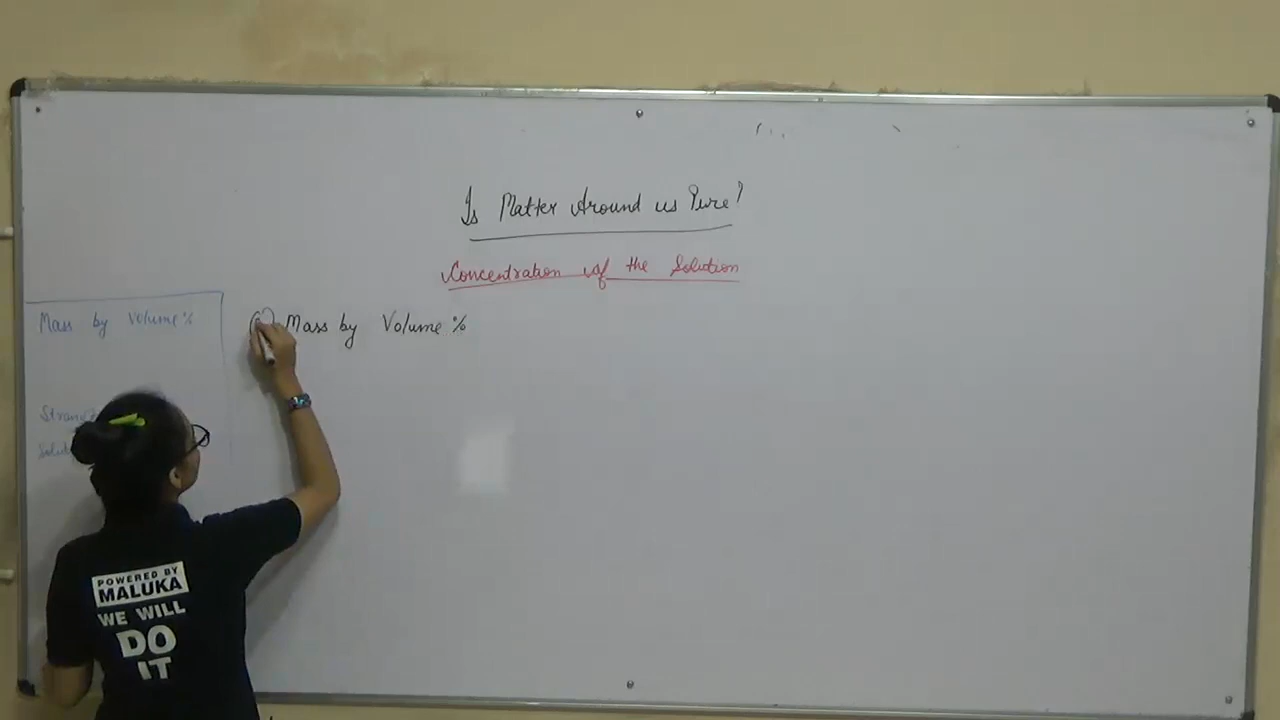 Is Matter Around us Pure?
Concentration of the Solution
Mass by Volume %
Mass by Volume %
POWERED BY
MALUKA
WE WILL
DO
IT